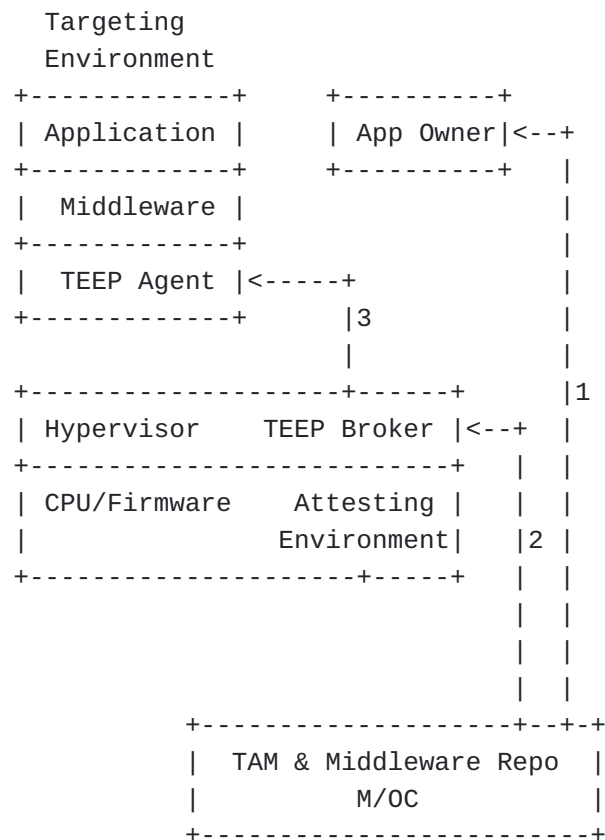 Targeting
Environment
+-------------+     +----------+
| Application |     | App Owner|<--+
+-------------+     +----------+   |
|  Middleware |                    |
+-------------+                    |
|  TEEP Agent |<-----+             |
+-------------+      |3            |
                     |             |
+--------------------+------+      |1
| Hypervisor    TEEP Broker |<--+  |
+---------------------------+   |  |
| CPU/Firmware    Attesting |   |  |
|                Environment|   |2 |
+---------------------+-----+   |  |
                                |  |
                                |  |
                                |  |
           +--------------------+--+-+
           |  TAM & Middleware Repo  |
           |          M/OC           |
           +-------------------------+